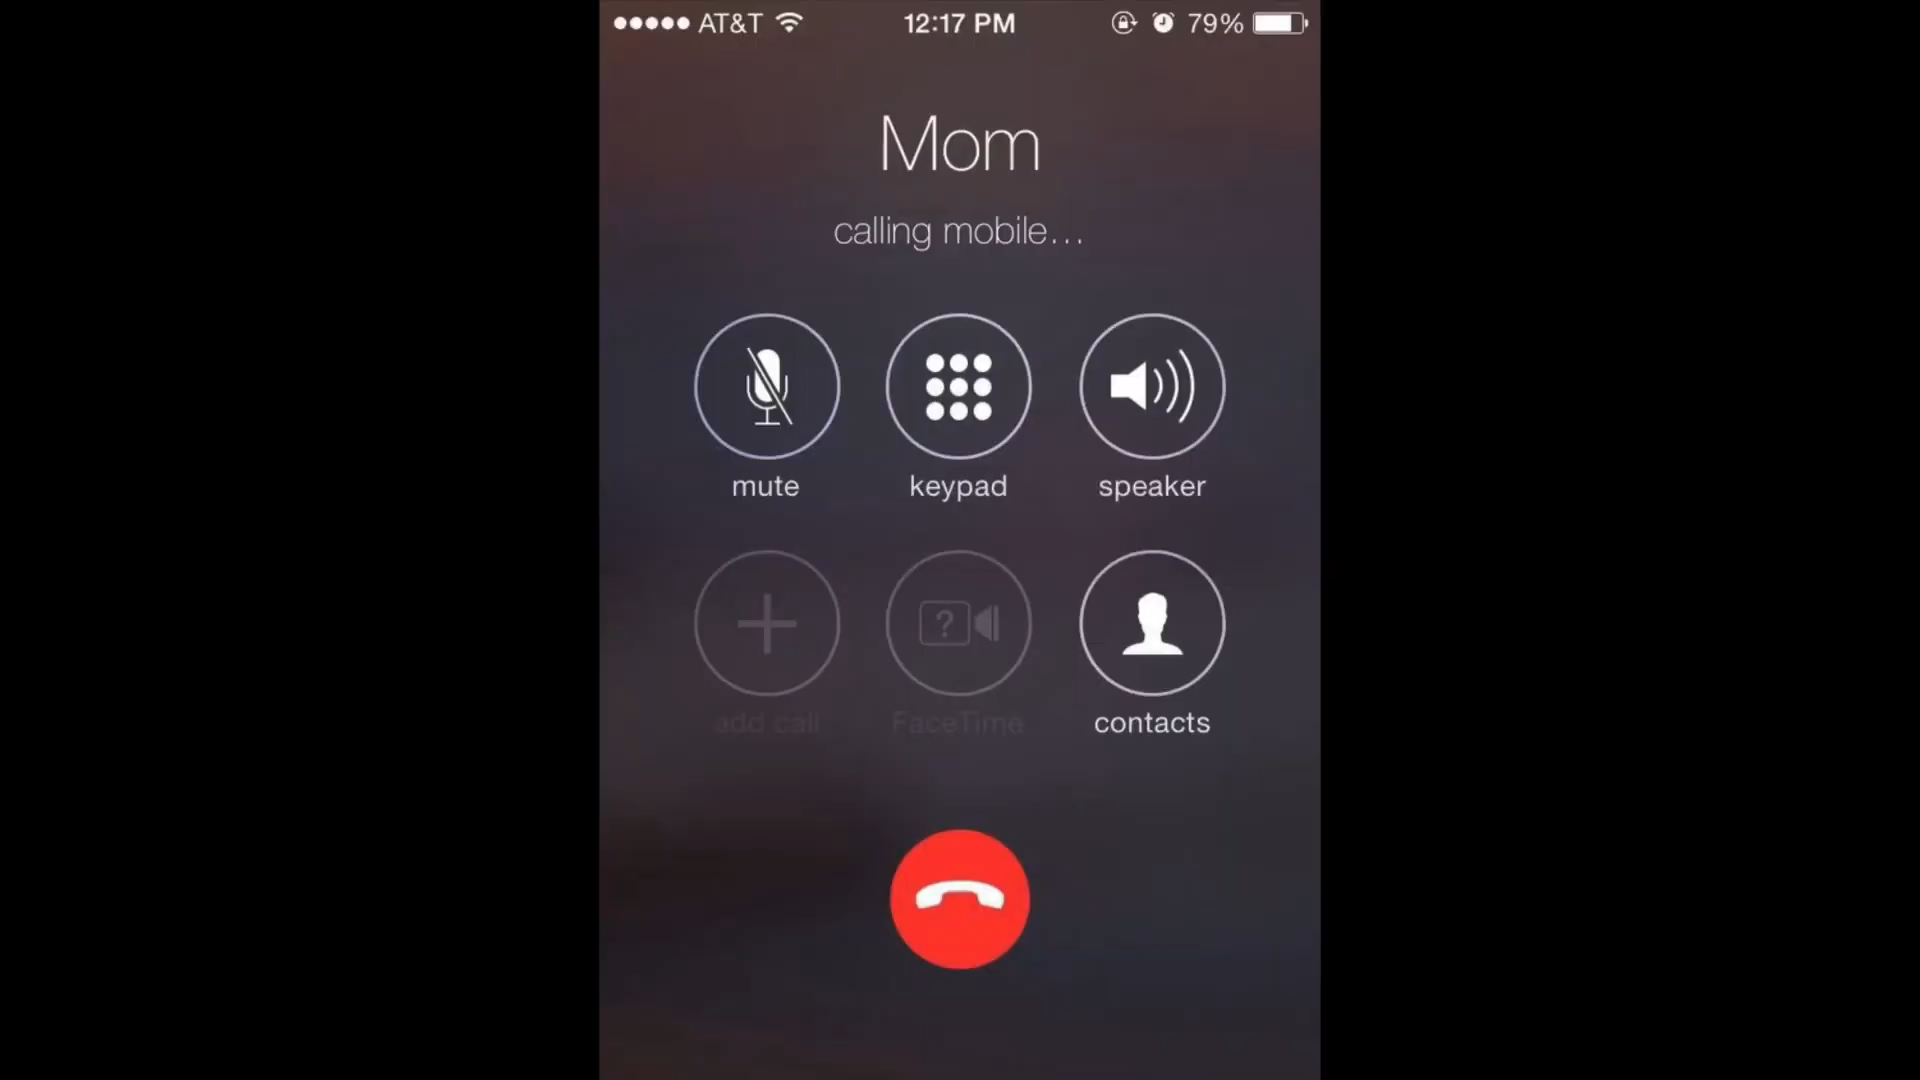 AT&T 12:17 PM 79%
Mom
calling mobile...
mute keypad speaker
?
add call FaceTime contacts